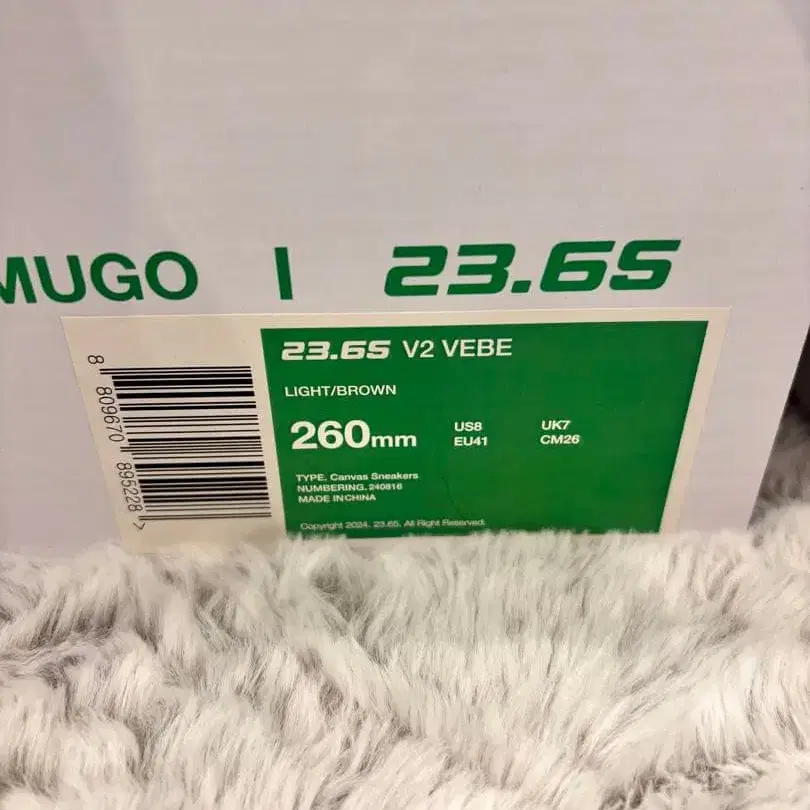 MUGO | 23.65
23.65 V2 VEBE
LIGHT/BROWN
260mm
US8 UK7
EU41 CM26
TYPE. Canvas Sneakers
NUMBERING. 240816
MADE IN CHINA
Copyright 2024. 23.65. All Right Reserved.
8 809670 895228 7